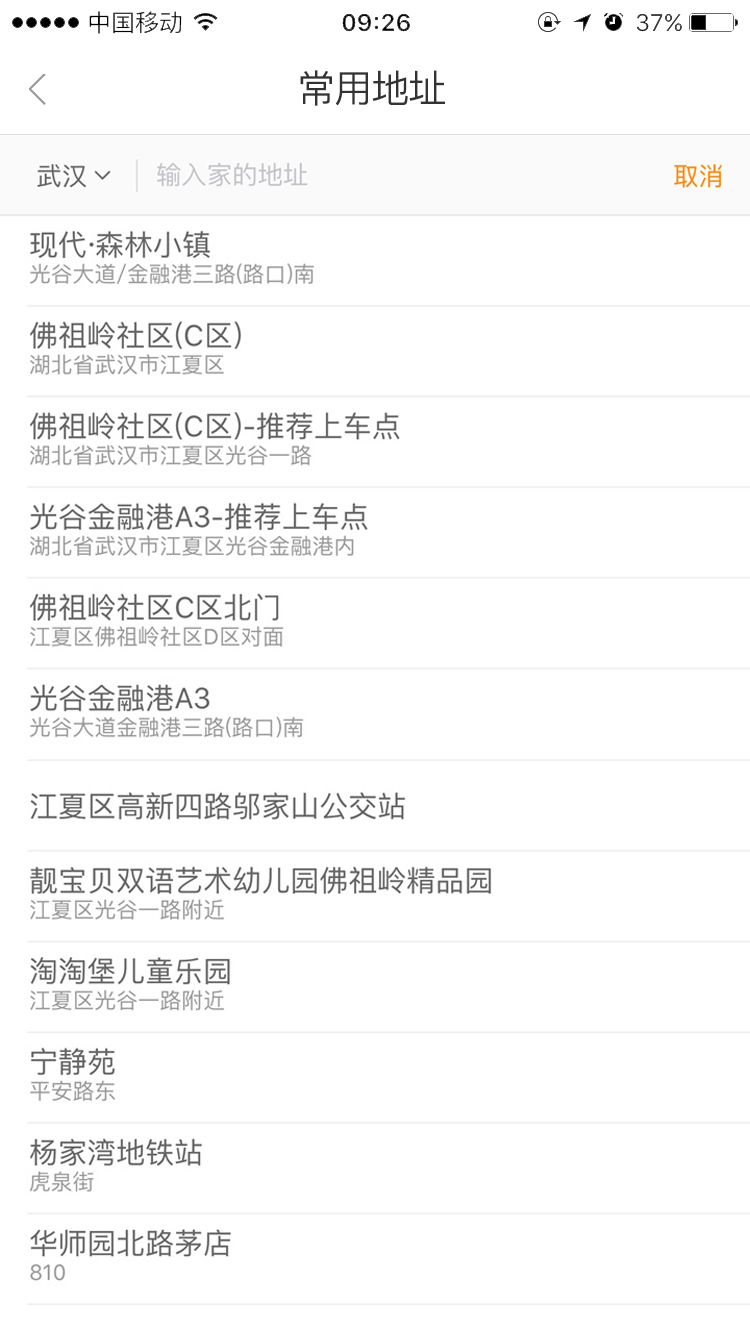 中国移动 09:26 37%
常用地址
武汉 输入家的地址 取消
现代·森林小镇
光谷大道/金融港三路(路口)南
佛祖岭社区(C区)
湖北省武汉市江夏区
佛祖岭社区(C区)-推荐上车点
湖北省武汉市江夏区光谷一路
光谷金融港A3-推荐上车点
湖北省武汉市江夏区光谷金融港内
佛祖岭社区C区北门
江夏区佛祖岭社区D区对面
光谷金融港A3
光谷大道金融港三路(路口)南
江夏区高新四路邬家山公交站
靓宝贝双语艺术幼儿园佛祖岭精品园
江夏区光谷一路附近
淘淘堡儿童乐园
江夏区光谷一路附近
宁静苑
平安路东
杨家湾地铁站
虎泉街
华师园北路茅店
810